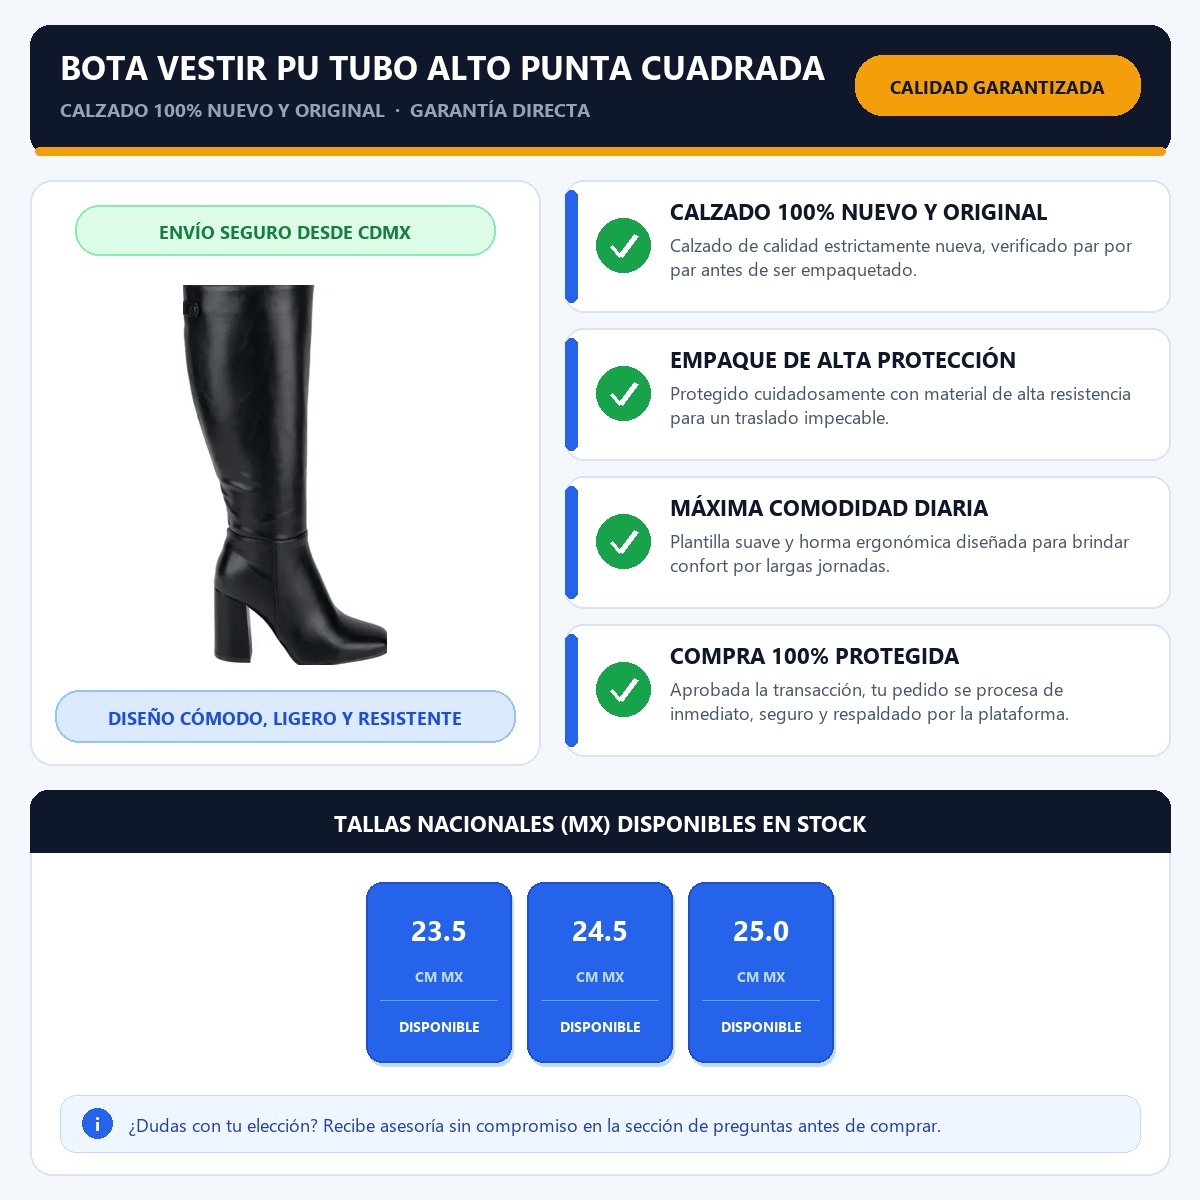 BOTA VESTIR PU TUBO ALTO PUNTA CUADRADA
CALZADO 100% NUEVO Y ORIGINAL · GARANTÍA DIRECTA
CALIDAD GARANTIZADA
ENVÍO SEGURO DESDE CDMX
DISEÑO CÓMODO, LIGERO Y RESISTENTE
CALZADO 100% NUEVO Y ORIGINAL
Calzado de calidad estrictamente nueva, verificado par por
par antes de ser empaquetado.
EMPAQUE DE ALTA PROTECCIÓN
Protegido cuidadosamente con material de alta resistencia
para un traslado impecable.
MÁXIMA COMODIDAD DIARIA
Plantilla suave y horma ergonómica diseñada para brindar
confort por largas jornadas.
COMPRA 100% PROTEGIDA
Aprobada la transacción, tu pedido se procesa de
inmediato, seguro y respaldado por la plataforma.
TALLAS NACIONALES (MX) DISPONIBLES EN STOCK
23.5
CM MX
DISPONIBLE
24.5
CM MX
DISPONIBLE
25.0
CM MX
DISPONIBLE
¿Dudas con tu elección? Recibe asesoría sin compromiso en la sección de preguntas antes de comprar.